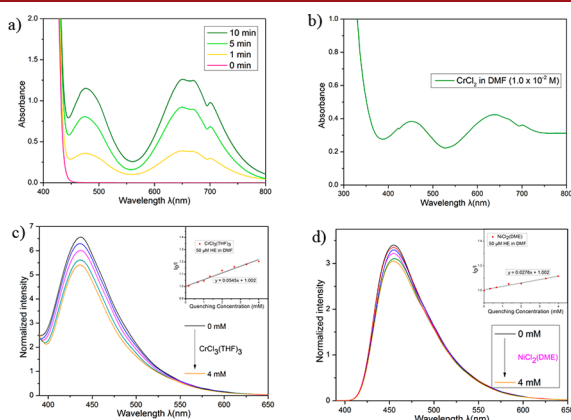 a)
2.0
1.5
1.0
0.5
0.0
Absorbance
10 min
5 min
1 min
0 min
400 500 600 700 800
Wavelength λ(nm)
b)
1.0
0.8
0.6
0.4
0.2
0.0
Absorbance
CrCl2 in DMF (1.0 x 10-2 M)
300 400 500 600 700 800
Wavelength λ(nm)
c)
7
6
5
4
3
2
1
0
Normalized intensity
CrCl3(THF)3
50 μM HE in DMF
y = 0.0545x + 1.002
Quenching Concentration (mM)
0 mM
CrCl3(THF)3
4 mM
400 450 500 550 600 650
Wavelength λ(nm)
d)
3
2
1
0
Normalized intensity
NiCl2(DME)
50 μM HE in DMF
y = 0.0276x + 1.002
Quenching Concentration (mM)
0 mM
NiCl2(DME)
4 mM
400 450 500 550 600 650
Wavelength λ(nm)